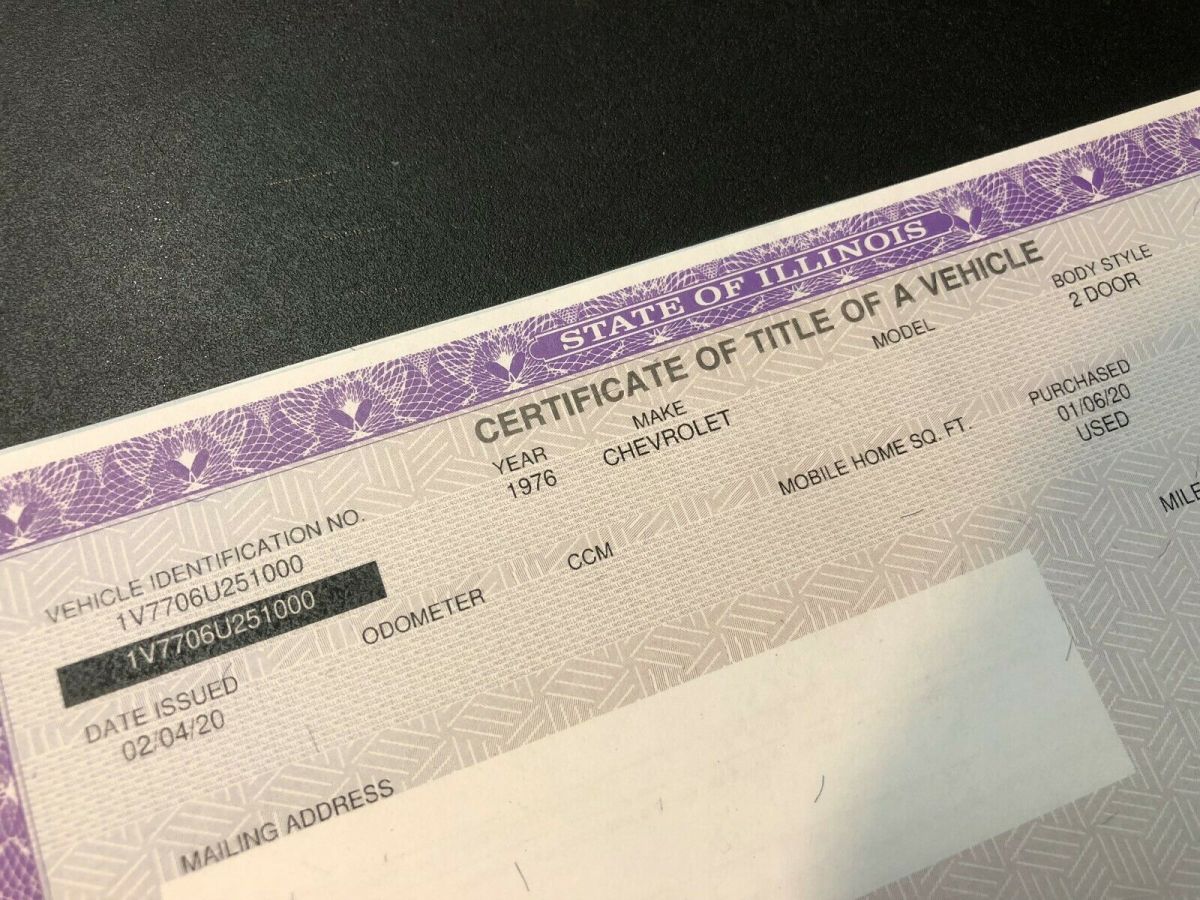 STATE OF ILLINOIS
CERTIFICATE OF TITLE OF A VEHICLE
VEHICLE IDENTIFICATION NO.
1V7706U251000
1V7706U251000
YEAR
1976
MAKE
CHEVROLET
MODEL
BODY STYLE
2 DOOR
DATE ISSUED
02/04/20
ODOMETER
CCM
MOBILE HOME SQ. FT.
PURCHASED
01/06/20
USED
MAILING ADDRESS